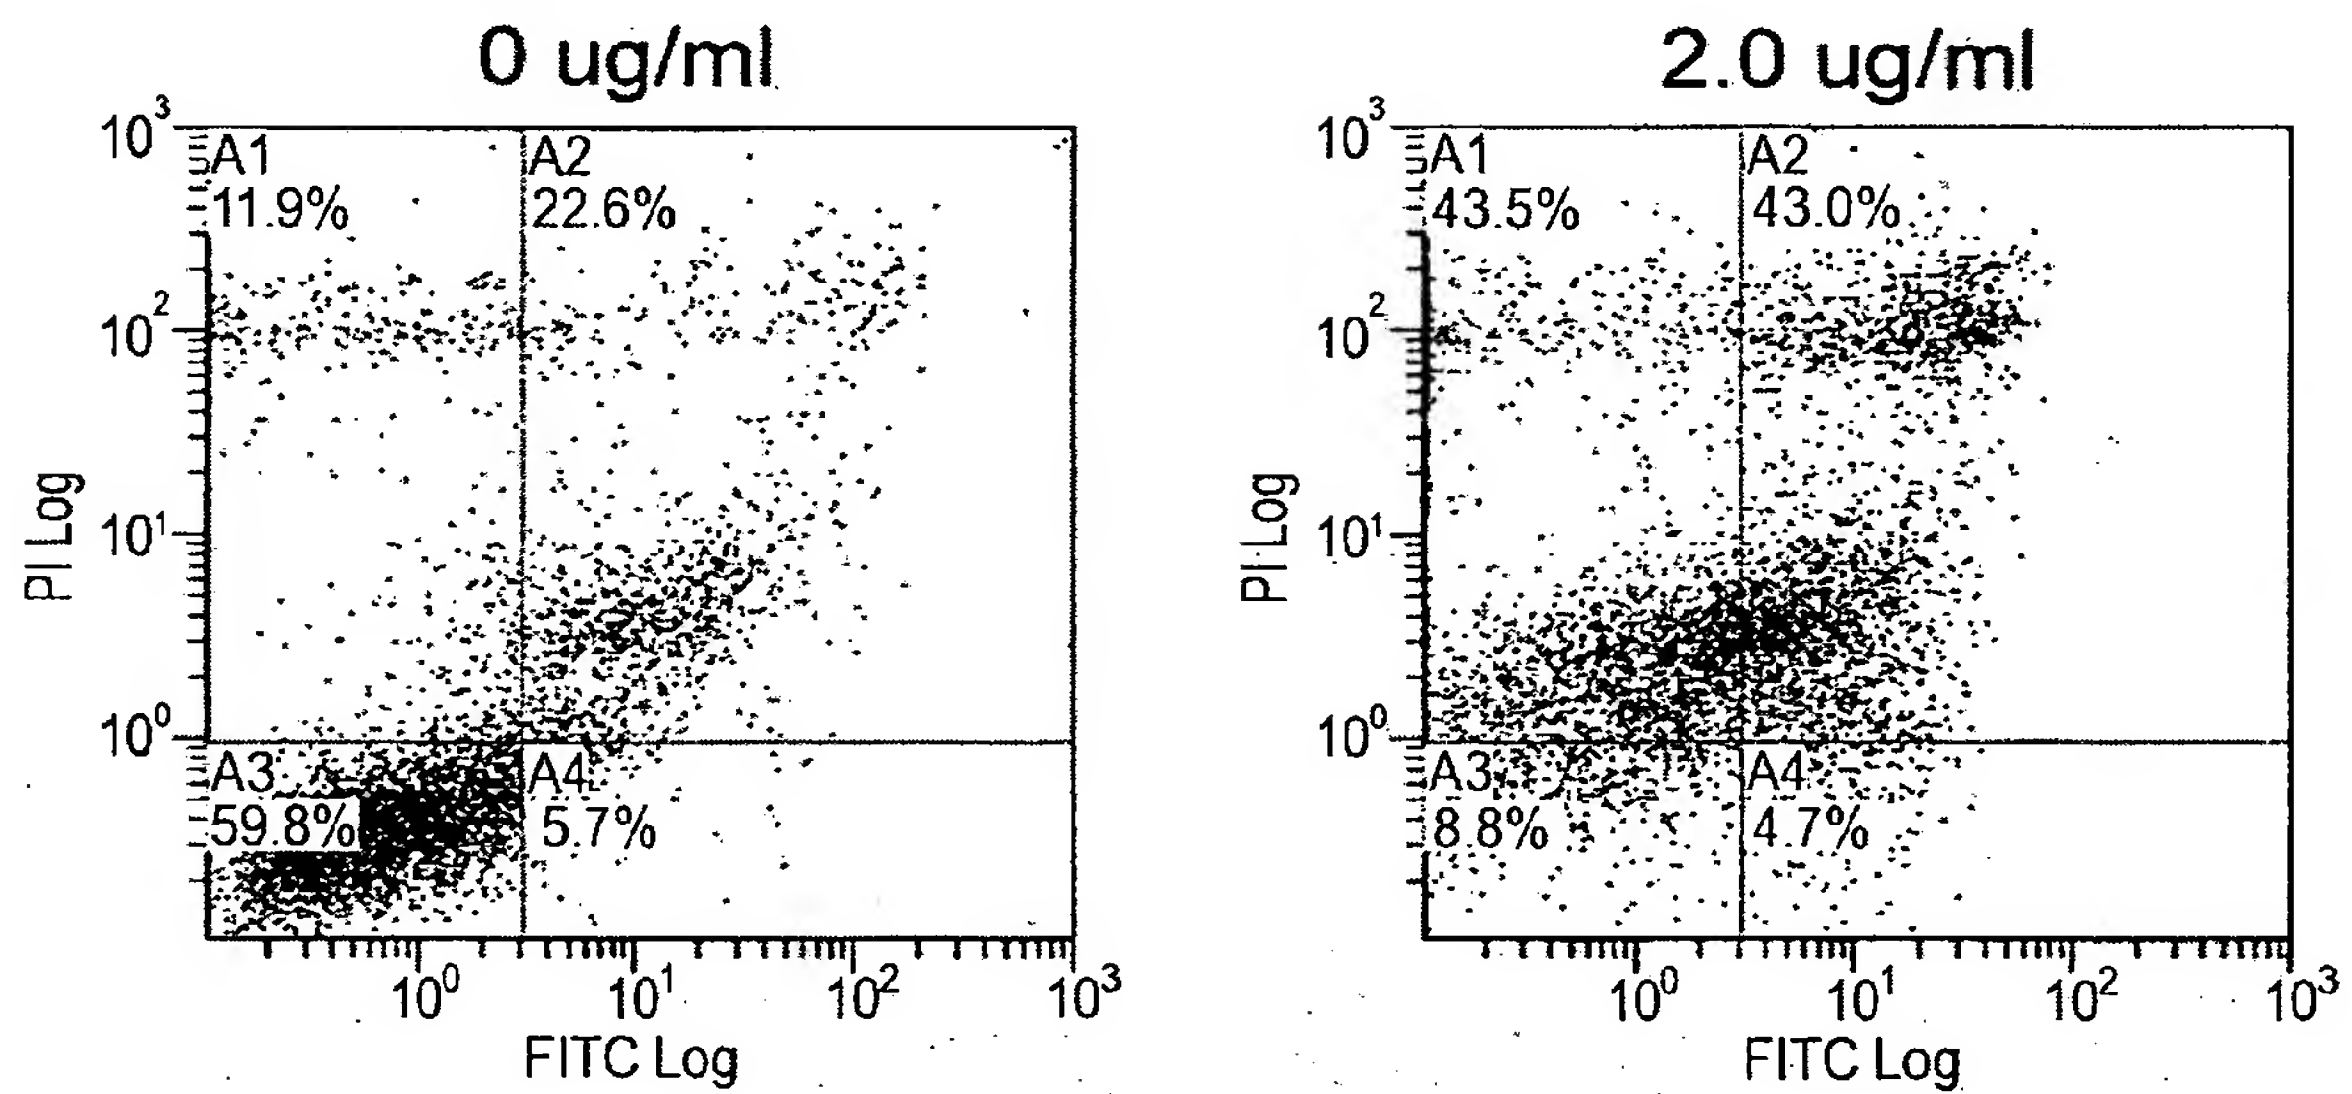 0 ug/ml
10³
A1
11.9%
A2
22.6%
10²
10¹
10⁰
PI Log
A3
59.8%
A4
5.7%
10⁰
10¹
10²
10³
FITC Log
2.0 ug/ml
10³
A1
43.5%
A2
43.0%
10²
10¹
10⁰
PI Log
A3
8.8%
A4
4.7%
10⁰
10¹
10²
10³
FITC Log